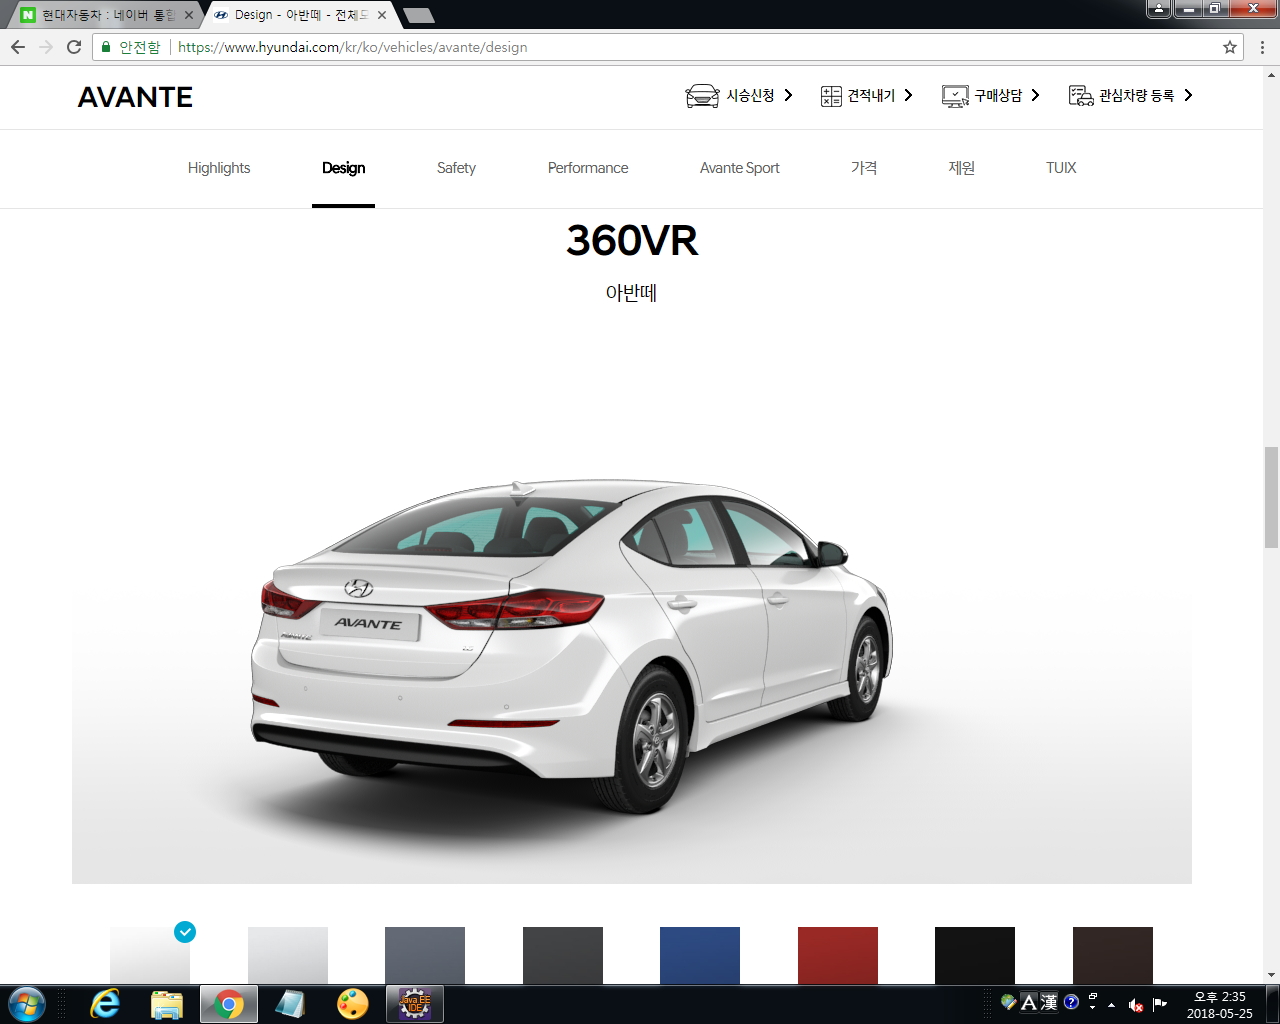 현대자동차 : 네이버 통합
Design - 아반떼 - 전체모
안전함
https://www.hyundai.com/kr/ko/vehicles/avante/design
AVANTE
시승신청
견적내기
구매상담
관심차량 등록
Highlights
Design
Safety
Performance
Avante Sport
가격
제원
TUIX
360VR
아반떼
AVANTE
AVANTE
Java EE
IDE
A 漢
오후 2:35
2018-05-25